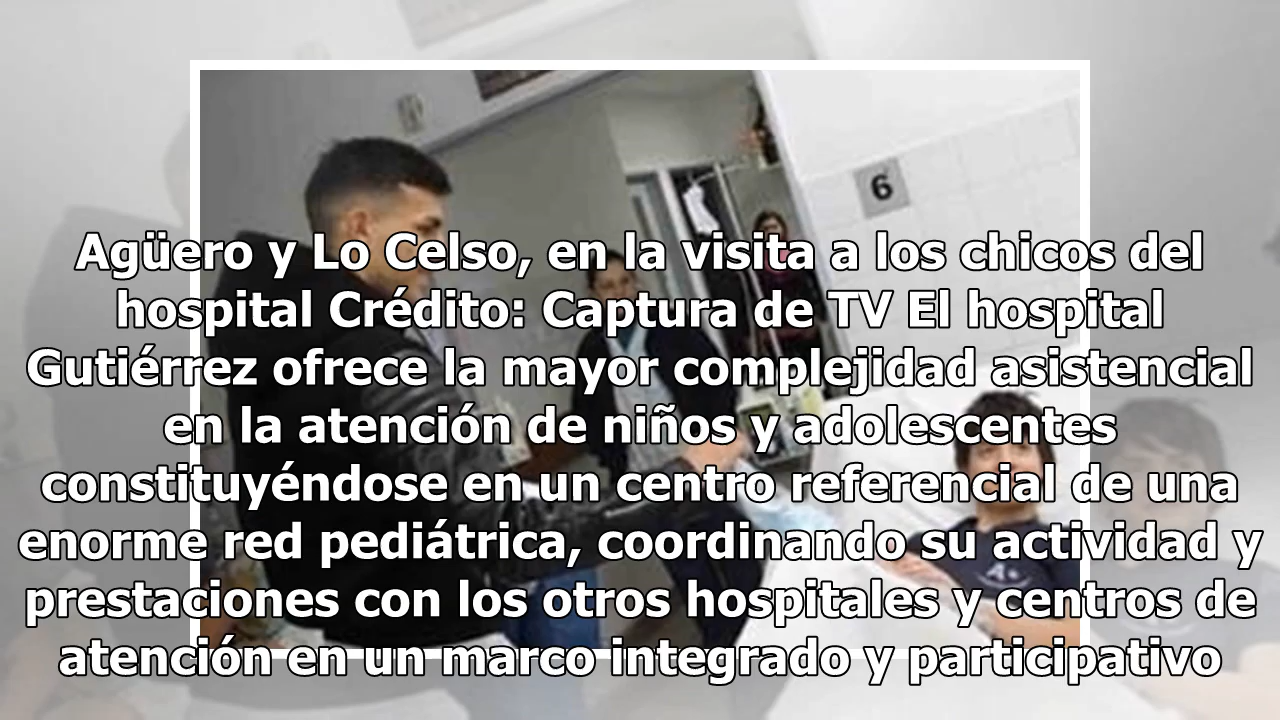 6
Agüero y Lo Celso, en la visita a los chicos del
hospital Crédito: Captura de TV El hospital
Gutiérrez ofrece la mayor complejidad asistencial
en la atención de niños y adolescentes
constituyéndose en un centro referencial de una
enorme red pediátrica, coordinando su actividad y
prestaciones con los otros hospitales y centros de
atención en un marco integrado y participativo